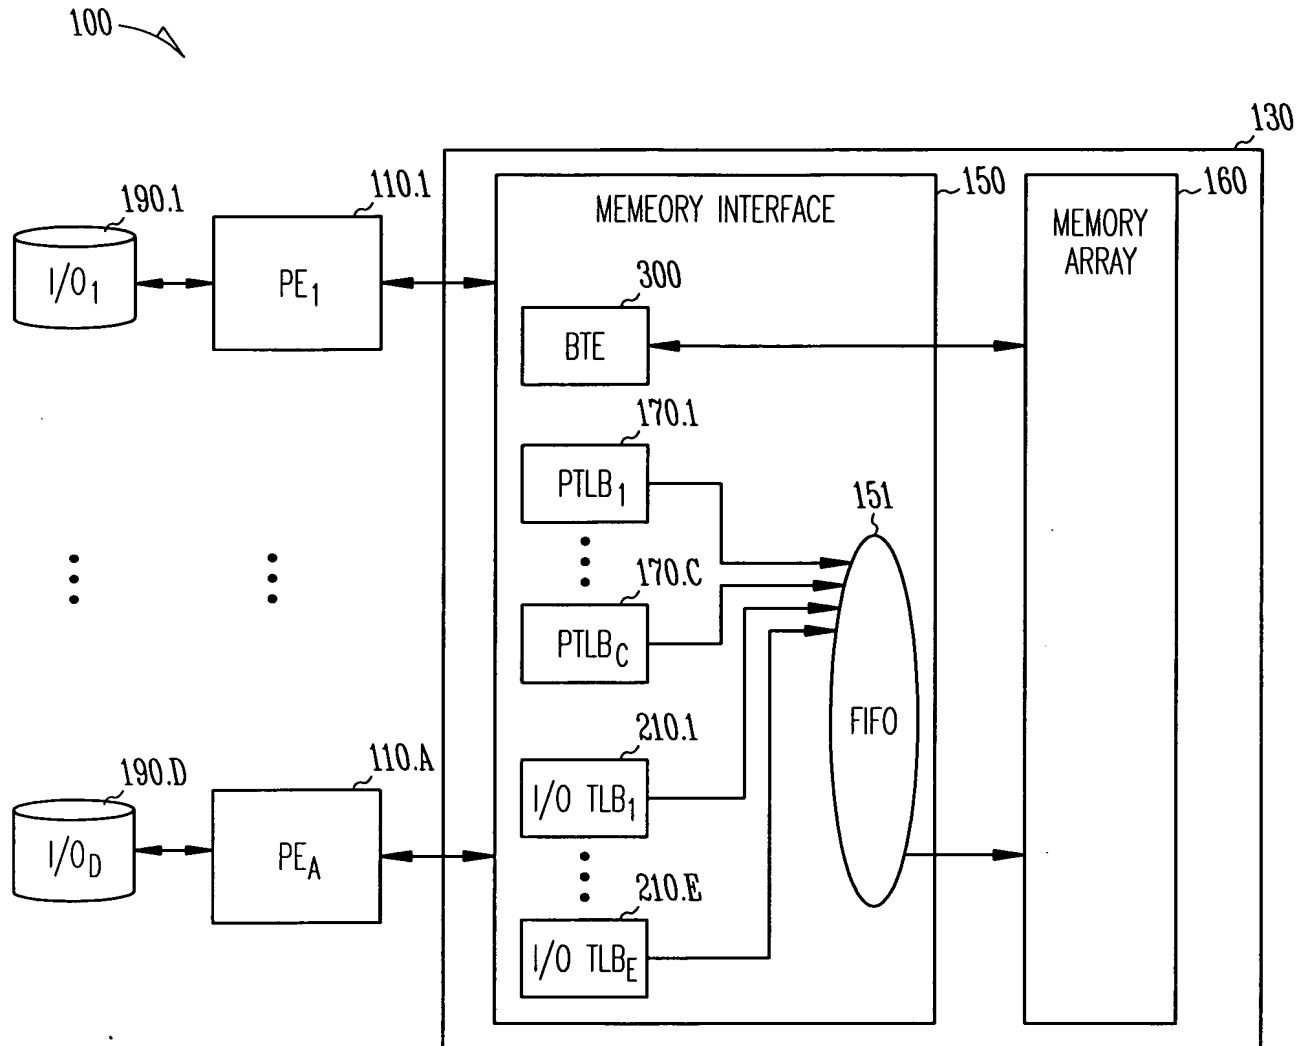 100
130
190.1
110.1
150
160
MEMEORY INTERFACE
MEMORY
ARRAY
I/O1
PE1
300
BTE
170.1
PTLB1
151
170.C
PTLBC
FIFO
210.1
I/O TLB1
190.D
110.A
I/OD
PEA
210.E
I/O TLBE